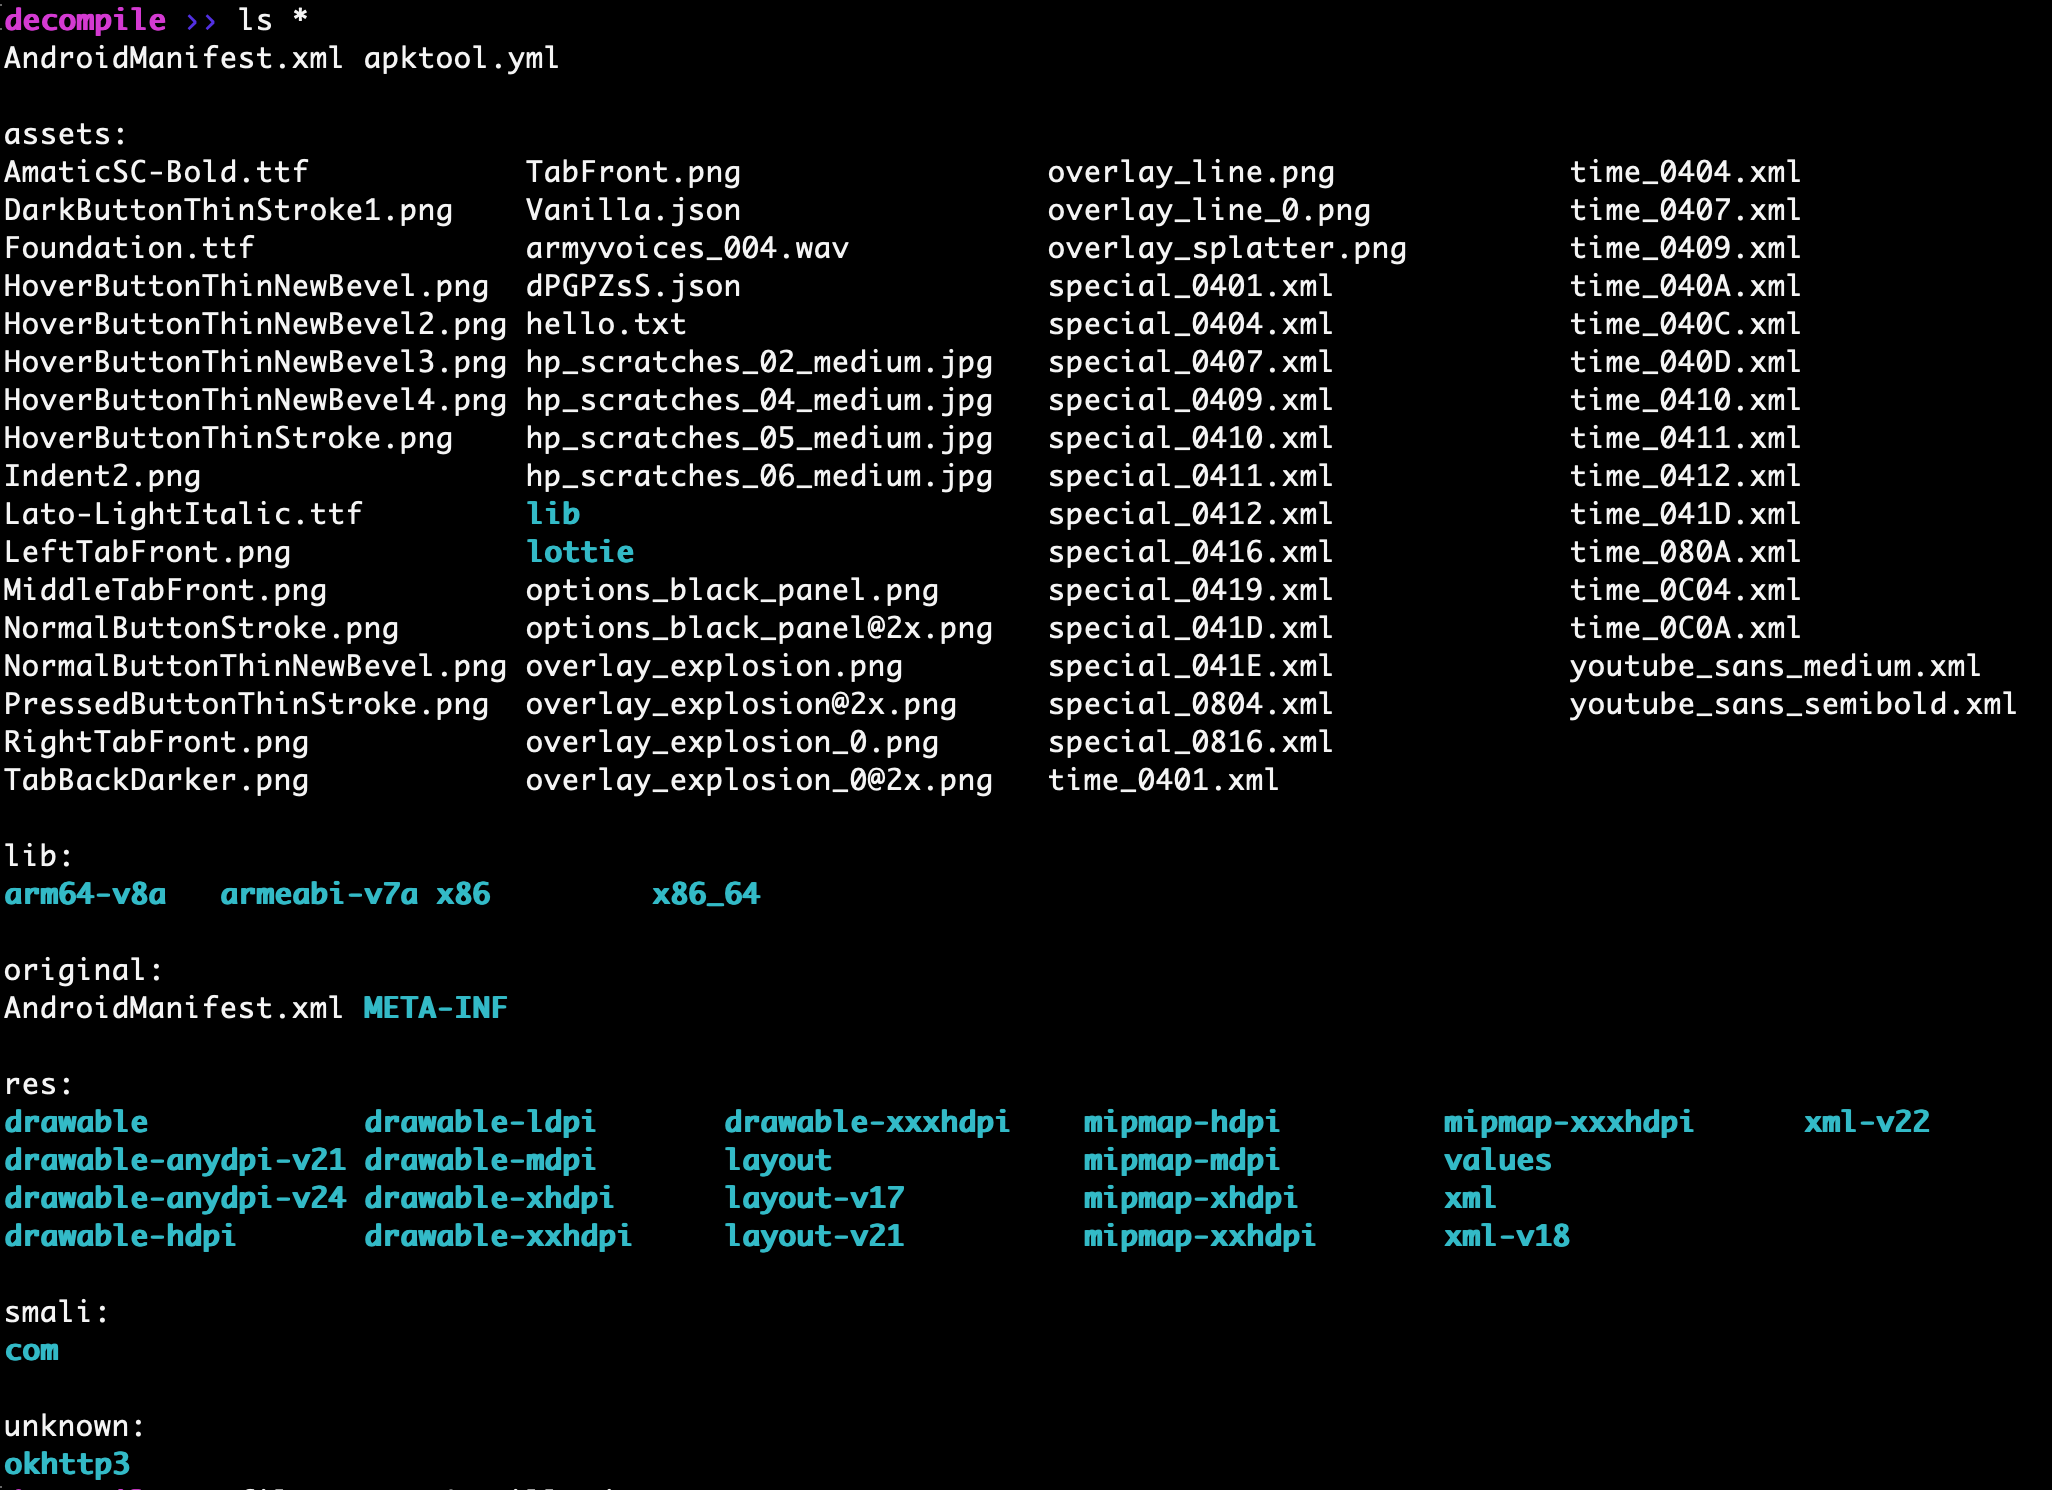 decompile >> ls *
AndroidManifest.xml apktool.yml
assets:
AmaticSC-Bold.ttf TabFront.png overlay_line.png time_0404.xml
DarkButtonThinStroke1.png Vanilla.json overlay_line_0.png time_0407.xml
Foundation.ttf armyvoices_004.wav overlay_splatter.png time_0409.xml
HoverButtonThinNewBevel.png dPGPZsS.json special_0401.xml time_040A.xml
HoverButtonThinNewBevel2.png hello.txt special_0404.xml time_040C.xml
HoverButtonThinNewBevel3.png hp_scratches_02_medium.jpg special_0407.xml time_040D.xml
HoverButtonThinNewBevel4.png hp_scratches_04_medium.jpg special_0409.xml time_0410.xml
HoverButtonThinStroke.png hp_scratches_05_medium.jpg special_0410.xml time_0411.xml
Indent2.png hp_scratches_06_medium.jpg special_0411.xml time_0412.xml
Lato-LightItalic.ttf lib special_0412.xml time_041D.xml
LeftTabFront.png lottie special_0416.xml time_080A.xml
MiddleTabFront.png options_black_panel.png special_0419.xml time_0C04.xml
NormalButtonStroke.png options_black_panel@2x.png special_041D.xml time_0C0A.xml
NormalButtonThinNewBevel.png overlay_explosion.png special_041E.xml youtube_sans_medium.xml
PressedButtonThinStroke.png overlay_explosion@2x.png special_0804.xml youtube_sans_semibold.xml
RightTabFront.png overlay_explosion_0.png special_0816.xml
TabBackDarker.png overlay_explosion_0@2x.png time_0401.xml
lib:
arm64-v8a armeabi-v7a x86 x86_64
original:
AndroidManifest.xml META-INF
res:
drawable drawable-ldpi drawable-xxxhdpi mipmap-hdpi mipmap-xxxhdpi xml-v22
drawable-anydpi-v21 drawable-mdpi layout mipmap-mdpi values
drawable-anydpi-v24 drawable-xhdpi layout-v17 mipmap-xhdpi xml
drawable-hdpi drawable-xxhdpi layout-v21 mipmap-xxhdpi xml-v18
smali:
com
unknown:
okhttp3